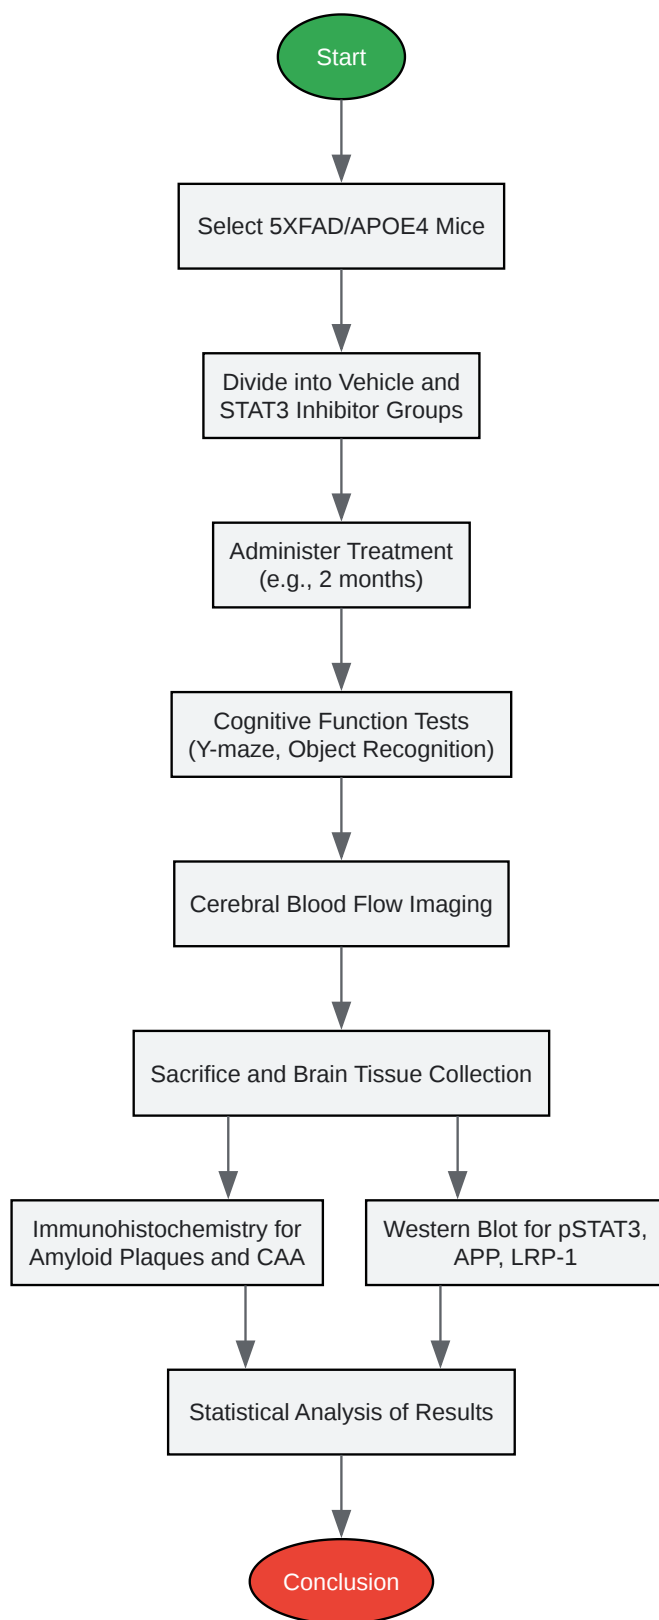 Start
Select 5XFAD/APOE4 Mice
Divide into Vehicle and
STAT3 Inhibitor Groups
Administer Treatment
(e.g., 2 months)
Cognitive Function Tests
(Y-maze, Object Recognition)
Cerebral Blood Flow Imaging
Sacrifice and Brain Tissue Collection
Immunohistochemistry for
Amyloid Plaques and CAA
Western Blot for pSTAT3,
APP, LRP-1
Statistical Analysis of Results
Conclusion